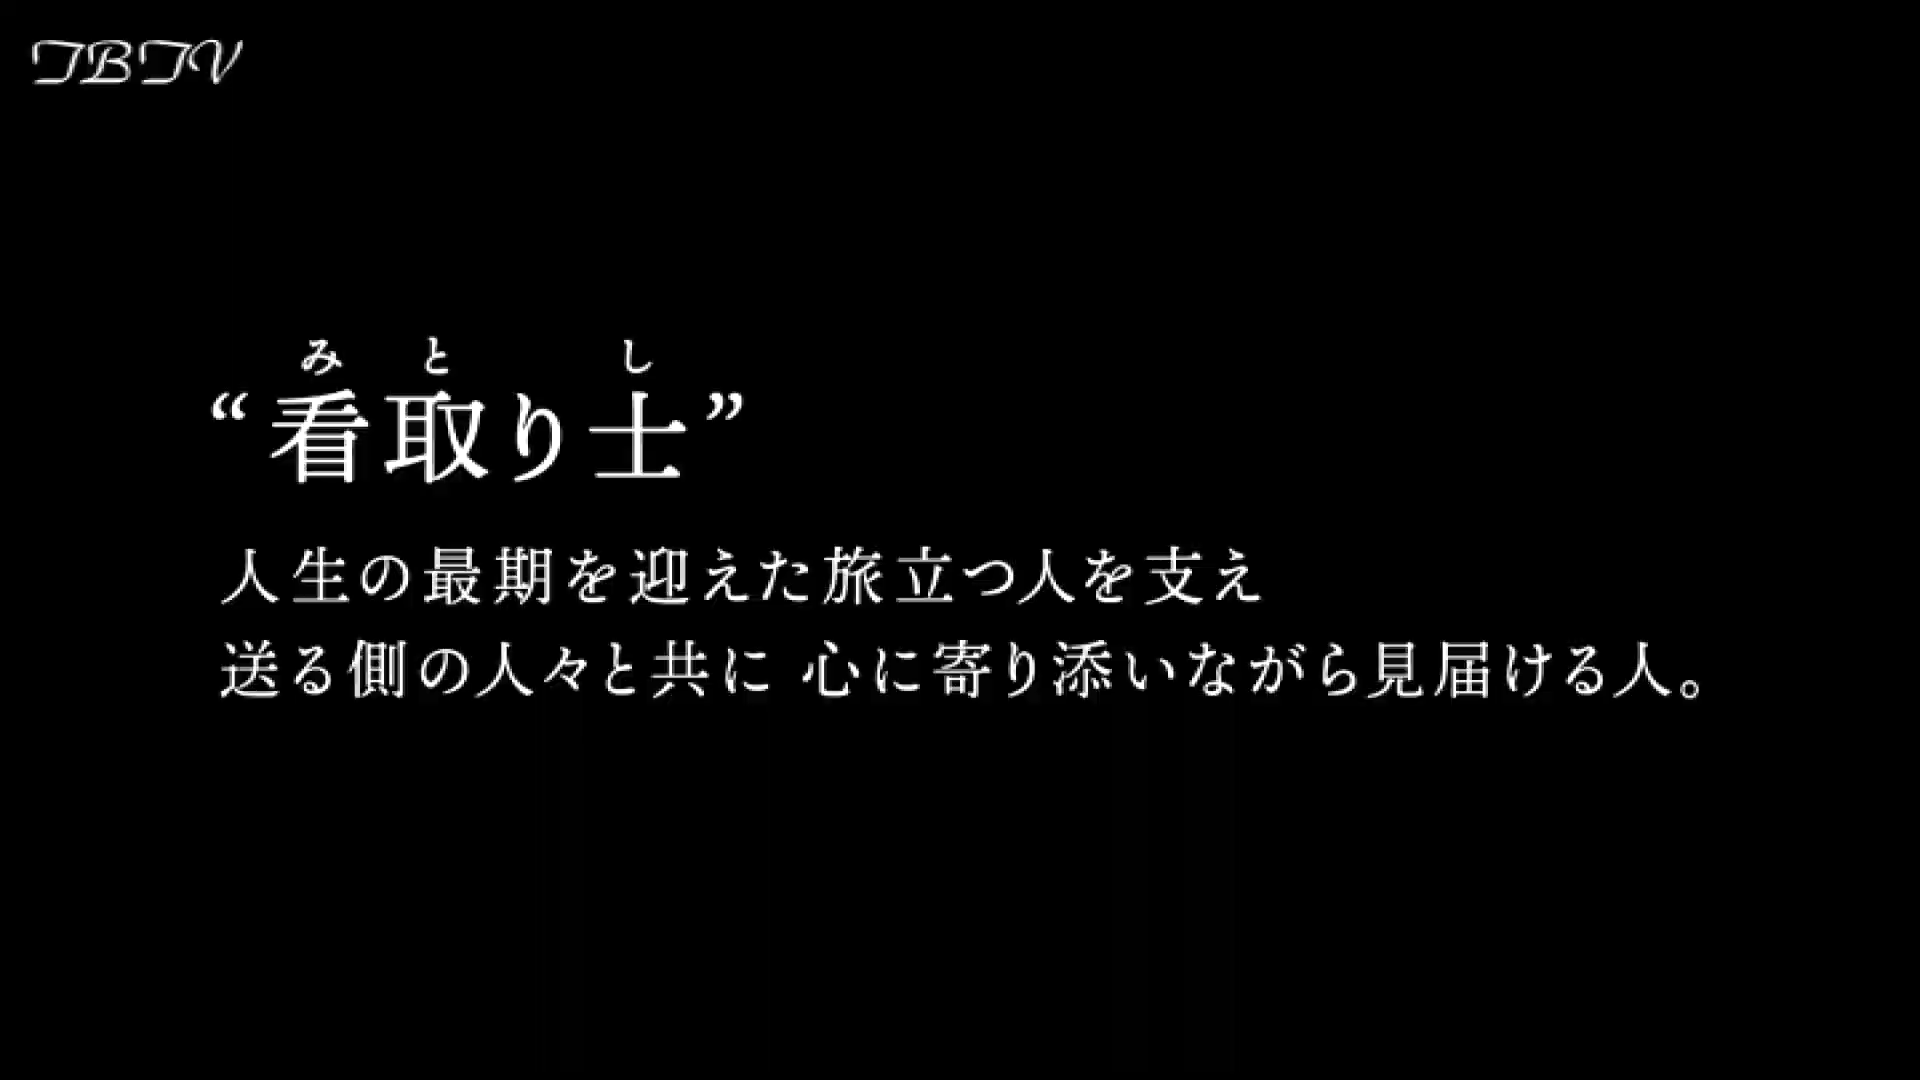 TBTV
みとし
“看取り士”
人生の最期を迎えた旅立つ人を支え
送る側の人々と共に 心に寄り添いながら見届ける人。